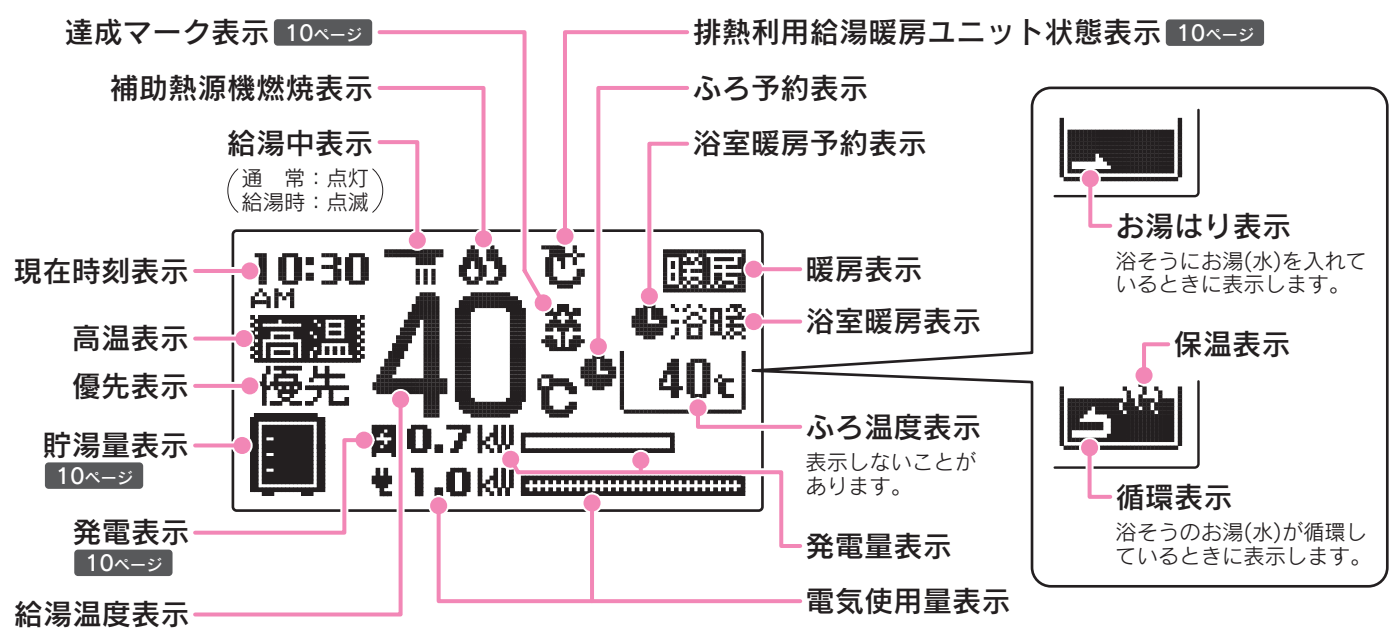 達成マーク表示 10ページ
排熱利用給湯暖房ユニット状態表示 10ページ
補助熱源機燃焼表示
ふろ予約表示
給湯中表示
(通　常：点灯
給湯時：点滅)
浴室暖房予約表示
現在時刻表示
高温表示
優先表示
貯湯量表示
10ページ
発電表示
10ページ
給湯温度表示
10:30
AM
高温
優先
40
℃
暖房
浴暖
40℃
0.7kW
1.0kW
暖房表示
浴室暖房表示
ふろ温度表示
表示しないことが
あります。
発電量表示
電気使用量表示
お湯はり表示
浴そうにお湯(水)を入れて
いるときに表示します。
保温表示
循環表示
浴そうのお湯(水)が循環し
ているときに表示します。